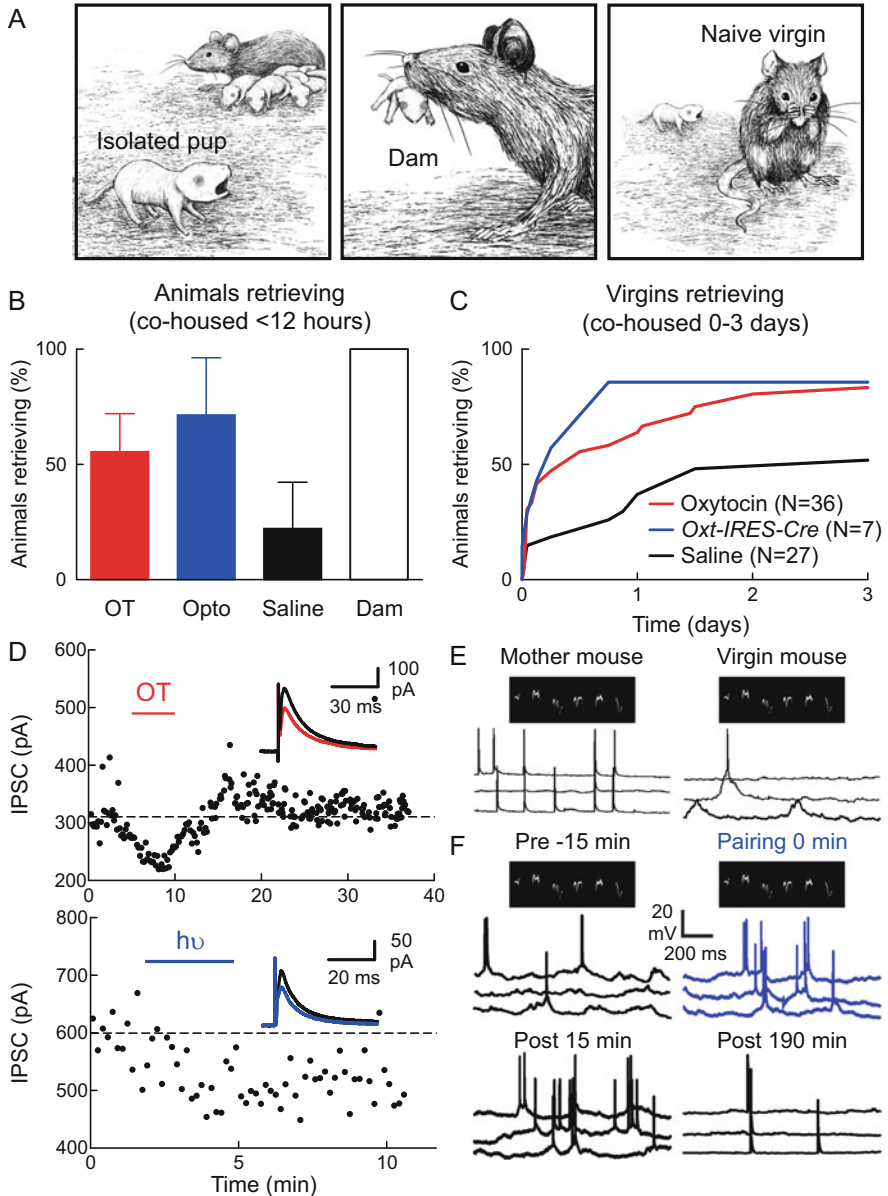 A
Isolated pup
Dam
Naive virgin
B
Animals retrieving
(co-housed <12 hours)
Animals retrieving (%)
100
50
0
OT
Opto
Saline
Dam
C
Virgins retrieving
(co-housed 0-3 days)
Animals retrieving (%)
100
50
0
Oxytocin (N=36)
Oxt-IRES-Cre (N=7)
Saline (N=27)
0
1
2
3
Time (days)
D
IPSC (pA)
600
500
400
300
200
OT
100
pA
30 ms
0
10
20
30
40
IPSC (pA)
800
700
600
500
400
hυ
50
pA
20 ms
0
5
10
Time (min)
E
Mother mouse
Virgin mouse
F
Pre -15 min
Pairing 0 min
20
mV
200 ms
Post 15 min
Post 190 min